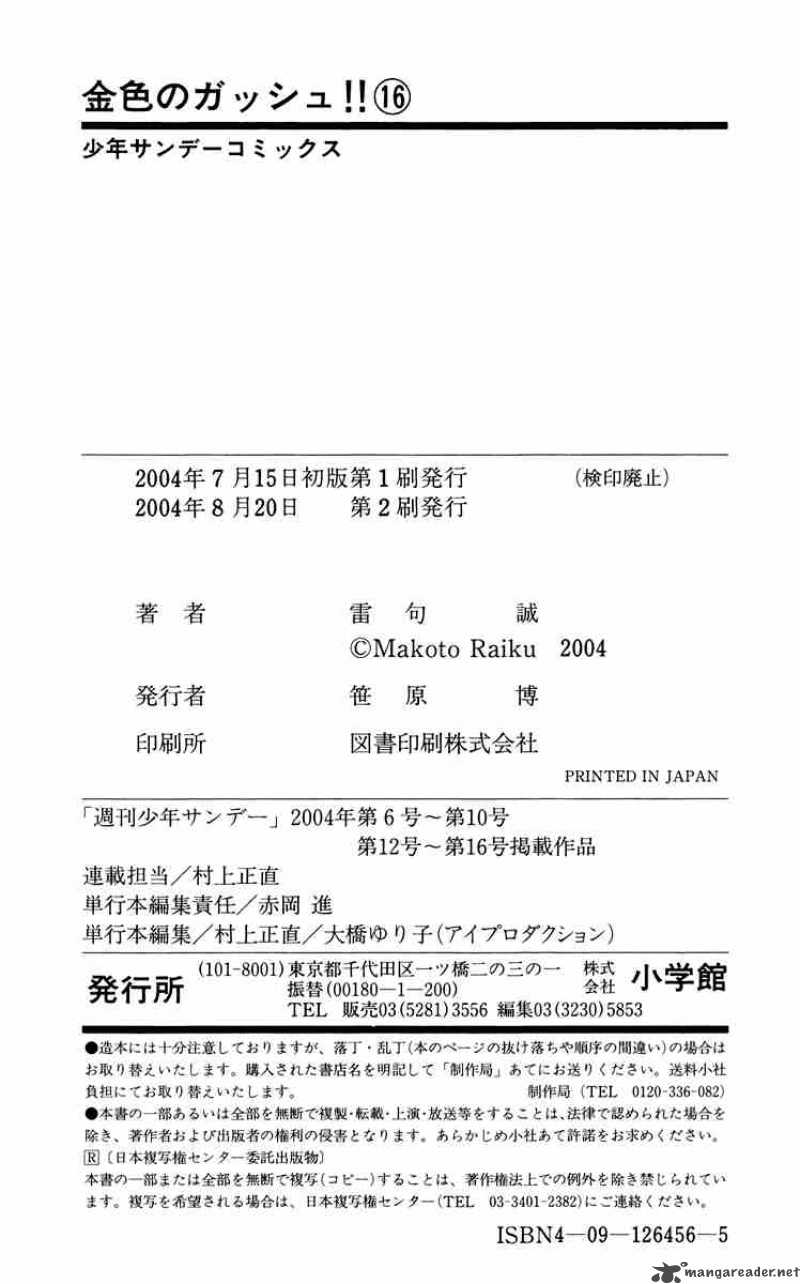 金色のガッシュ!!⑯
少年サンデーコミックス
2004年7月15日初版第1刷発行 (検印廃止)
2004年8月20日 第2刷発行
著者 雷句誠
©Makoto Raiku 2004
発行者 笹原博
印刷所 図書印刷株式会社
PRINTED IN JAPAN
「週刊少年サンデー」2004年第6号～第10号
第12号～第16号掲載作品
連載担当／村上正直
単行本編集責任／赤岡進
単行本編集／村上正直／大橋ゆり子(アイプロダクション)
発行所 (101-8001)東京都千代田区一ツ橋二の三の一 株式会社 小学館
振替(00180―1―200)
TEL 販売03(5281)3556 編集03(3230)5853
●造本には十分注意しておりますが、落丁・乱丁(本のページの抜け落ちや順序の間違い)の場合は
お取り替えいたします。購入された書店名を明記して「制作局」あてにお送りください。送料小社
負担にてお取り替えいたします。 制作局(TEL 0120-336-082)
●本書の一部あるいは全部を無断で複製・転載・上演・放送等をすることは、法律で認められた場合を
除き、著作者および出版者の権利の侵害となります。あらかじめ小社あて許諾をお求めください。
🅁〔日本複写権センター委託出版物〕
本書の一部または全部を無断で複写(コピー)することは、著作権法上での例外を除き禁じられてい
ます。複写を希望される場合は、日本複写権センター(TEL 03-3401-2382)にご連絡ください。
ISBN4―09―126456―5
mangareader.net